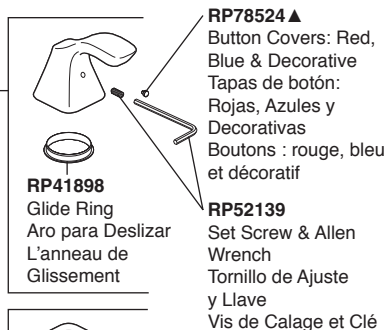 RP78524▲
Button Covers: Red,
Blue & Decorative
Tapas de botón:
Rojas, Azules y
Decorativas
Boutons : rouge, bleu
et décoratif
RP41898
Glide Ring
Aro para Deslizar
L'anneau de
Glissement
RP52139
Set Screw & Allen
Wrench
Tornillo de Ajuste
y Llave
Vis de Calage et Clé